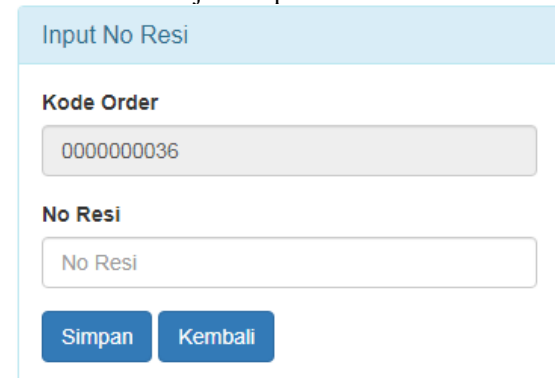 Input No Resi
Kode Order
0000000036
No Resi
No Resi
Simpan Kembali